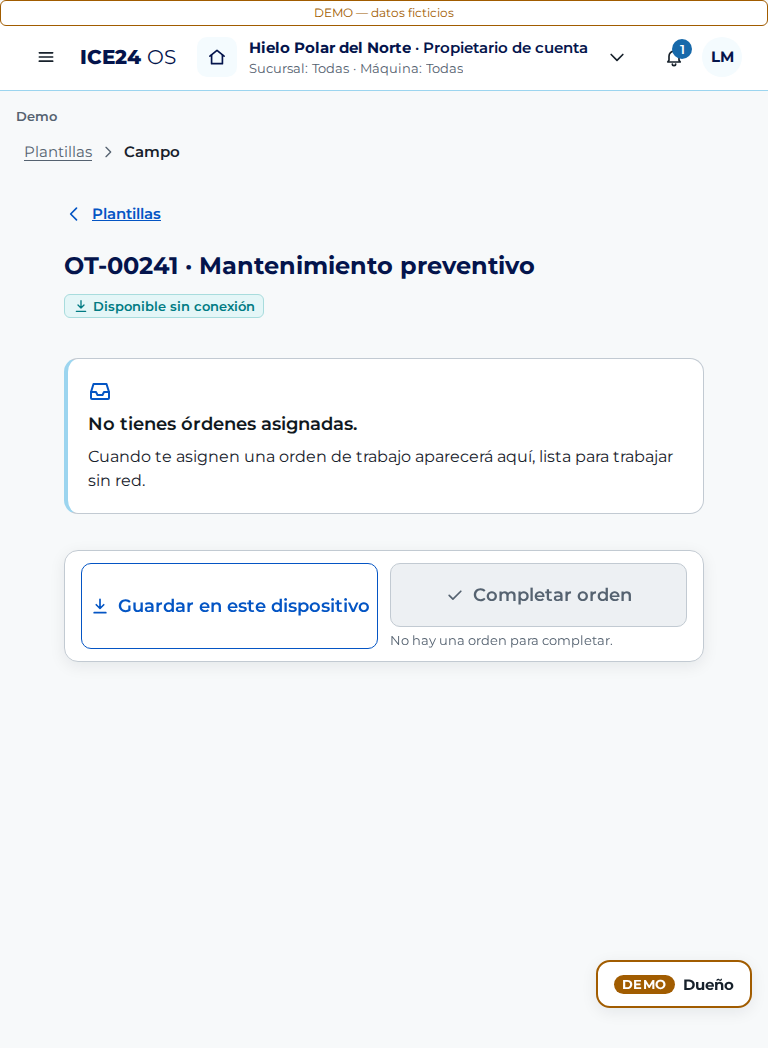 DEMO — datos ficticios
ICE24 OS
Hielo Polar del Norte · Propietario de cuenta
Sucursal: Todas · Máquina: Todas
1
LM
Demo
Plantillas > Campo
Plantillas
OT-00241 · Mantenimiento preventivo
Disponible sin conexión
No tienes órdenes asignadas.
Cuando te asignen una orden de trabajo aparecerá aquí, lista para trabajar
sin red.
Guardar en este dispositivo
Completar orden
No hay una orden para completar.
DEMO Dueño